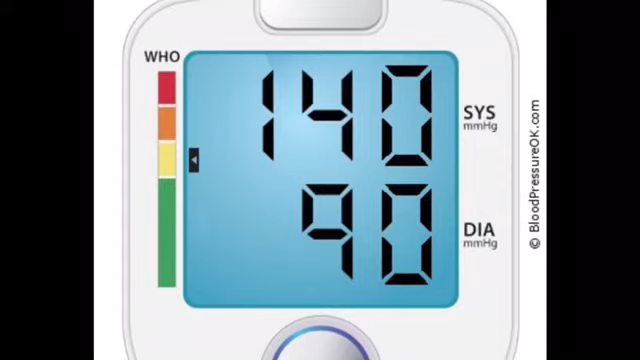 WHO
140
SYS
mmHg
90
DIA
mmHg
© BloodPressureOK.com